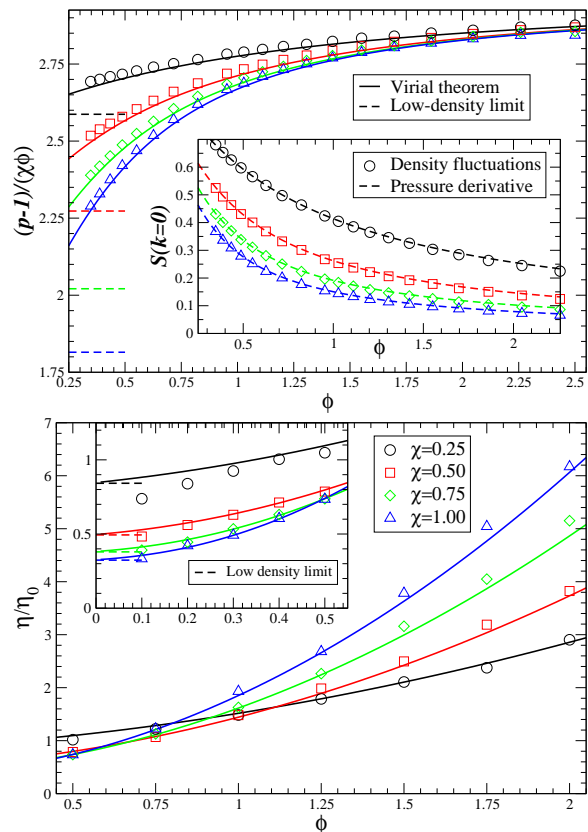 2.75
2.5
2.25
2
1.75
(p-1)/(χϕ)
Virial theorem
Low-density limit
0.6
0.5
0.4
0.3
0.2
0.1
0
S(k=0)
Density fluctuations
Pressure derivative
0.5 1 1.5 2
ϕ
0.25 0.5 0.75 1 1.25 1.5 1.75 2 2.25 2.5
ϕ
7
6
5
4
3
2
1
0
η/η0
1
0.5
0
Low density limit
0 0.1 0.2 0.3 0.4 0.5
χ=0.25
χ=0.50
χ=0.75
χ=1.00
0.5 0.75 1 1.25 1.5 1.75 2
ϕ